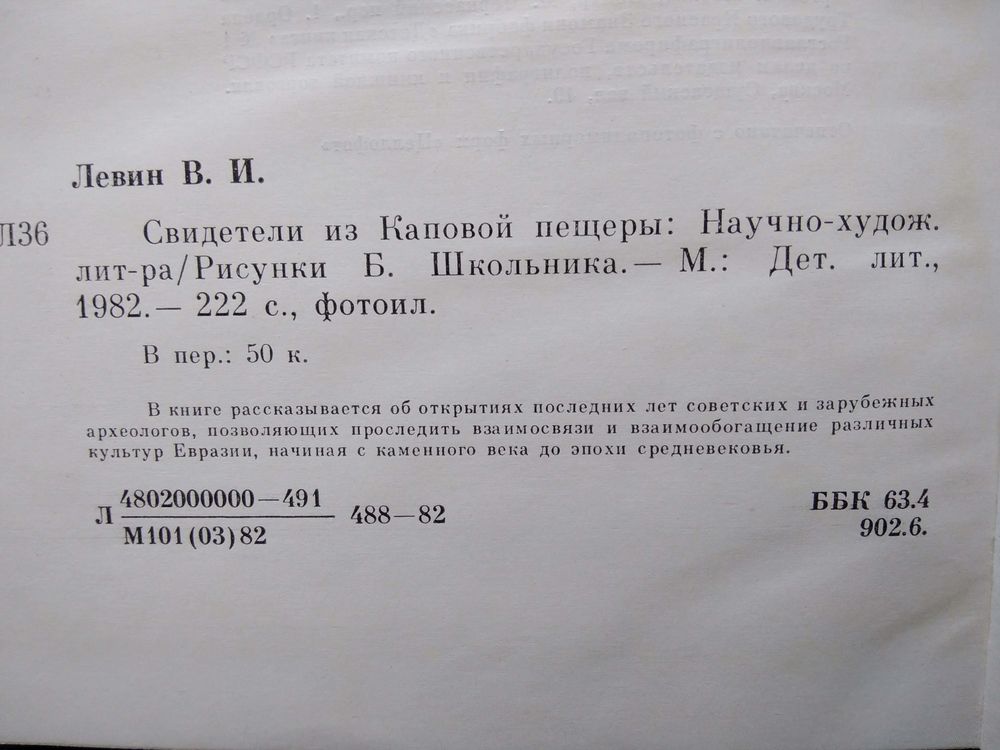 Левин В. И.
Л36 Свидетели из Каповой пещеры: Научно-худож.
лит-ра/Рисунки Б. Школьника.— М.: Дет. лит.,
1982.— 222 с., фотоил.
В пер.: 50 к.
В книге рассказывается об открытиях последних лет советских и зарубежных
археологов, позволяющих проследить взаимосвязи и взаимообогащение различных
культур Евразии, начиная с каменного века до эпохи средневековья.
Л 4802000000—491
М101(03)82
488—82
ББК 63.4
902.6.